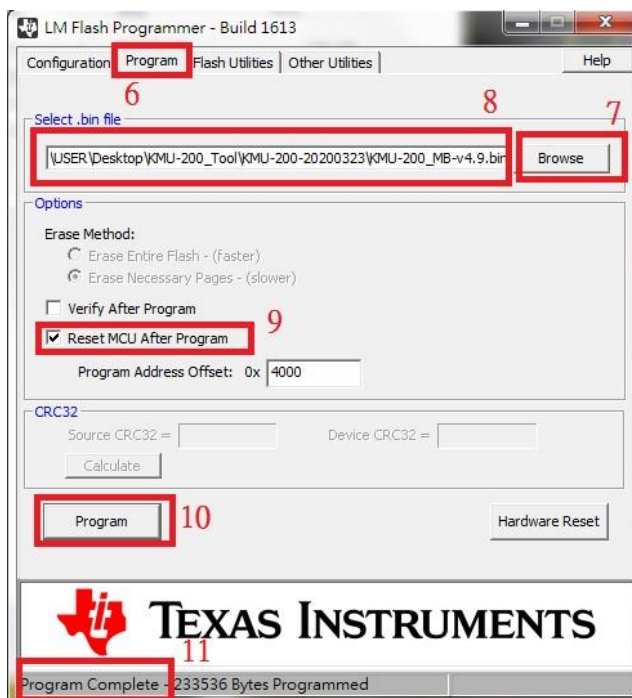 LM Flash Programmer - Build 1613
Configuration Program Flash Utilities Other Utilities Help
6 8 7
Select .bin file
\USER\Desktop\KMU-200_Tool\KMU-200-20200323\KMU-200_MB-v4.9.bin Browse
Options
Erase Method:
Erase Entire Flash - (faster)
Erase Necessary Pages - (slower)
Verify After Program
9
Reset MCU After Program
Program Address Offset: 0x 4000
CRC32
Source CRC32 = Device CRC32 =
Calculate
Program 10 Hardware Reset
TEXAS INSTRUMENTS
11
Program Complete - 233536 Bytes Programmed